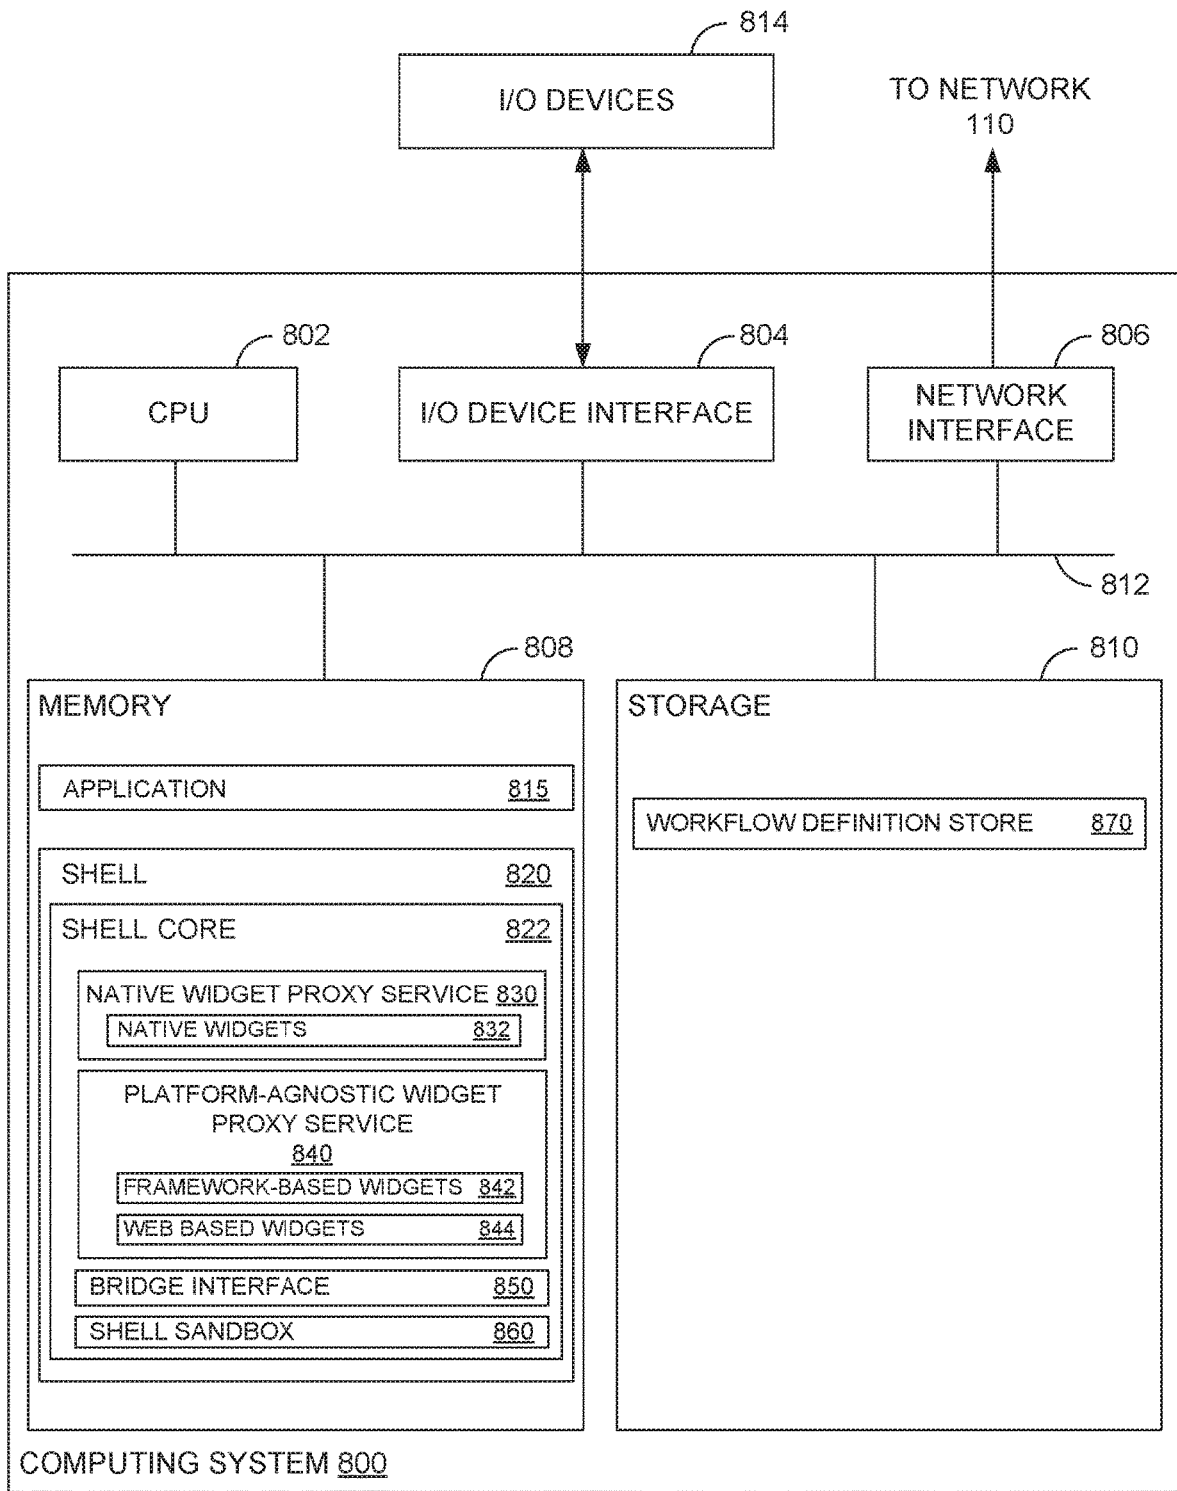 814
I/O DEVICES
TO NETWORK
110
802
804
806
CPU
I/O DEVICE INTERFACE
NETWORK
INTERFACE
812
808
810
MEMORY
APPLICATION 815
SHELL 820
SHELL CORE 822
NATIVE WIDGET PROXY SERVICE 830
NATIVE WIDGETS 832
PLATFORM-AGNOSTIC WIDGET
PROXY SERVICE
840
FRAMEWORK-BASED WIDGETS 842
WEB BASED WIDGETS 844
BRIDGE INTERFACE 850
SHELL SANDBOX 860
STORAGE
WORKFLOW DEFINITION STORE 870
COMPUTING SYSTEM 800